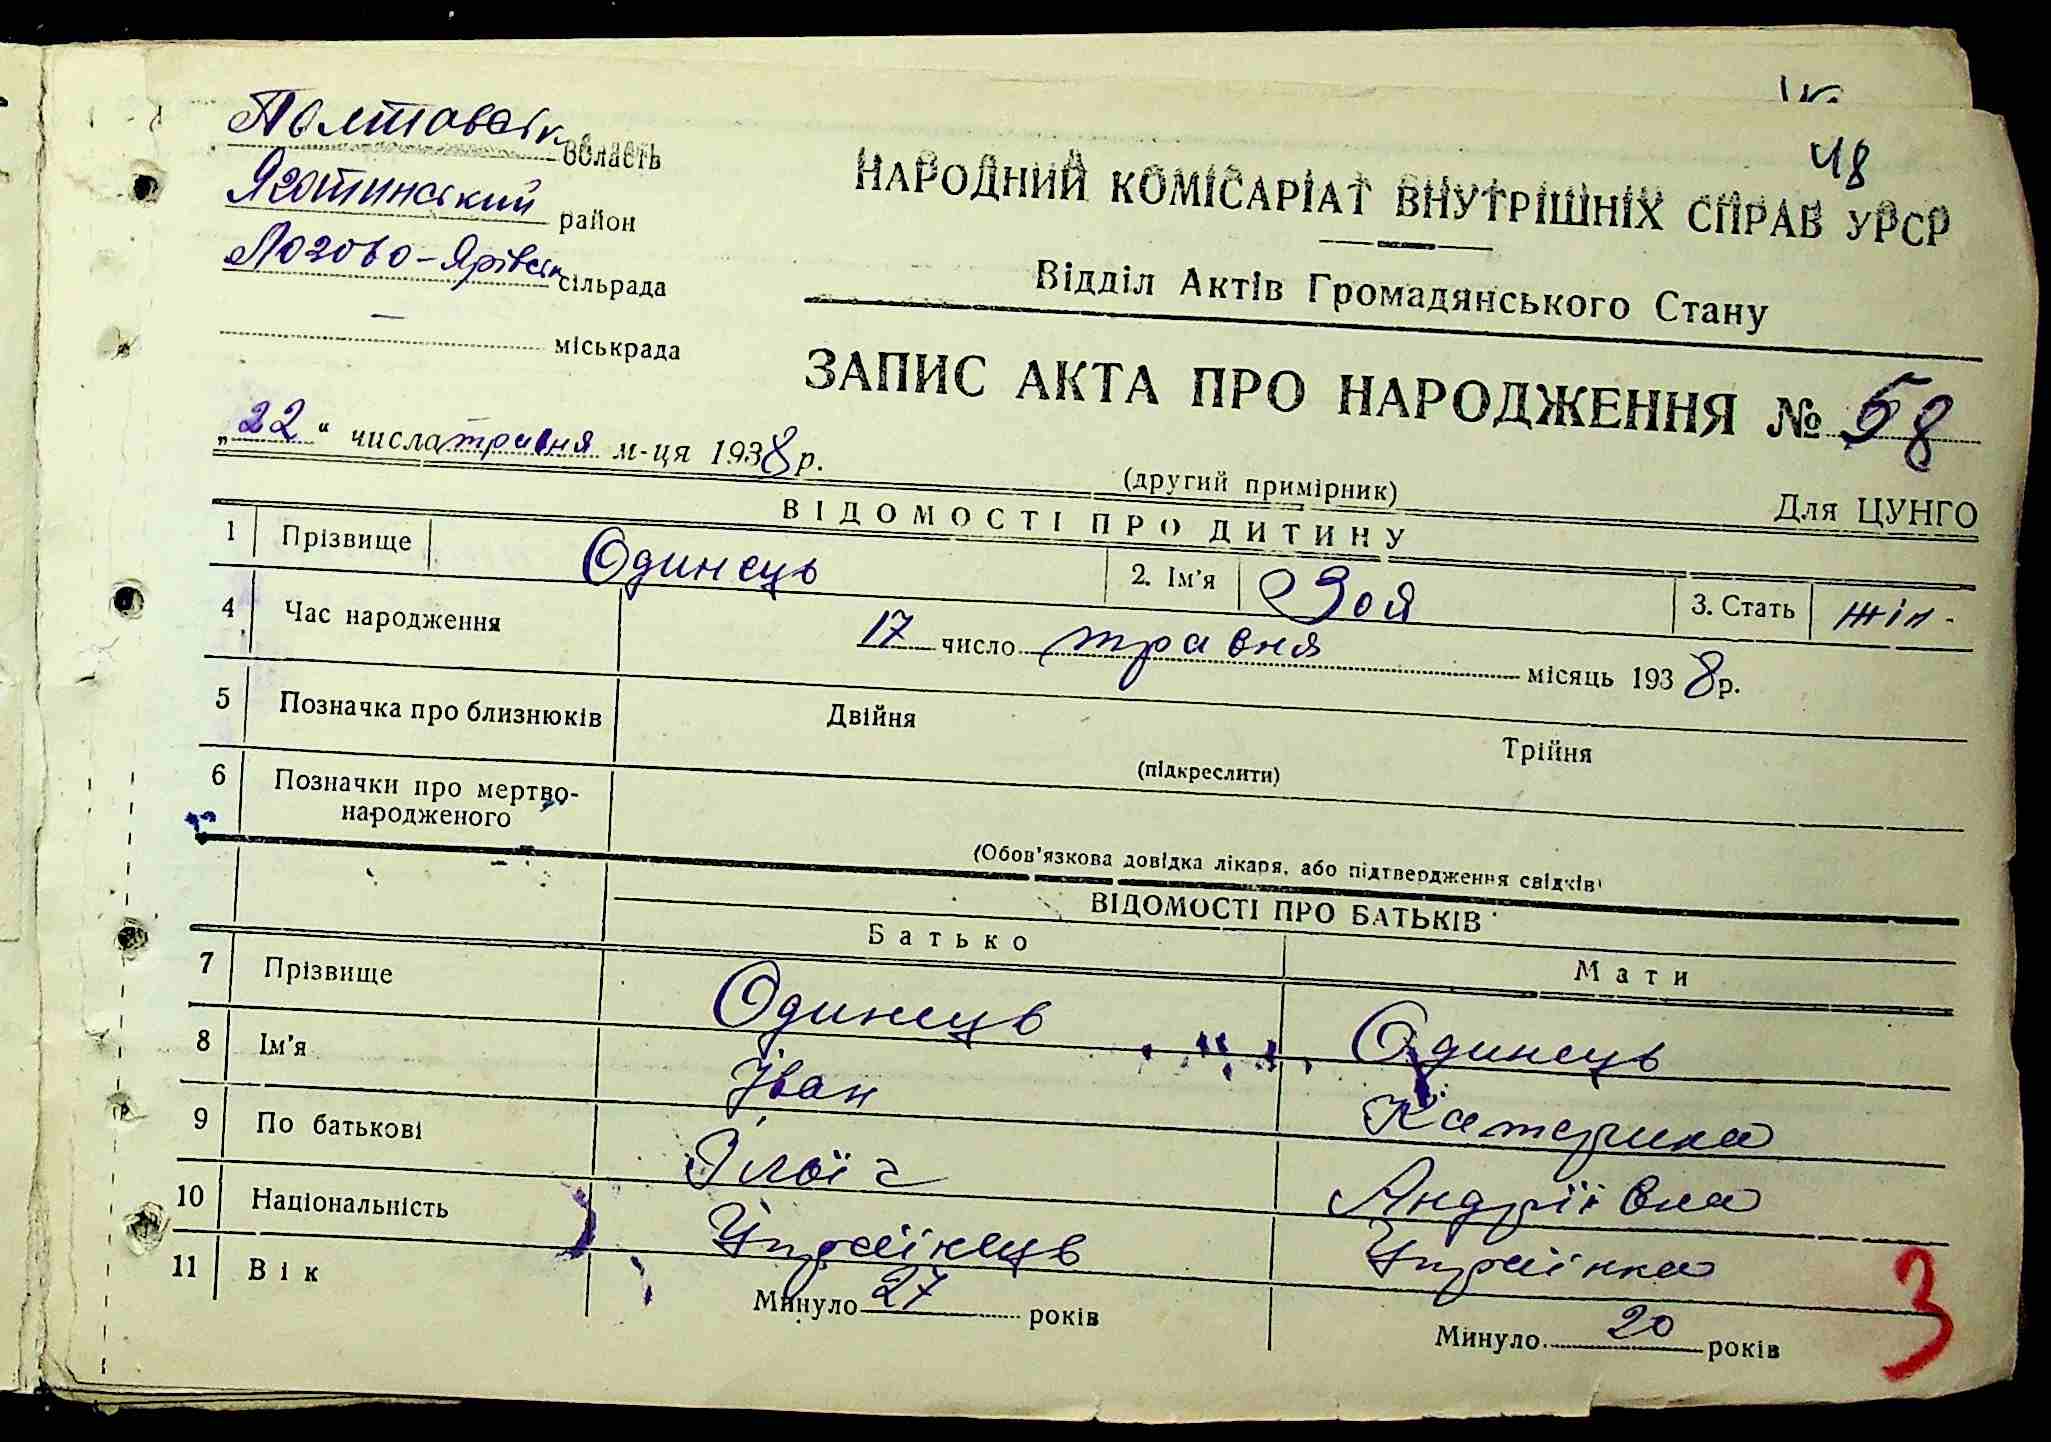 48
Полтавськ область
Яготинський район
Лозово-Ярівськ сільрада
— міськрада
НАРОДНИЙ КОМІСАРІАТ ВНУТРІШНІХ СПРАВ УРСР
Відділ Актів Громадянського Стану
ЗАПИС АКТА ПРО НАРОДЖЕННЯ № 58
„22“ числа травня м-ця 1938 р.
(другий примірник)
Для ЦУНГО
ВІДОМОСТІ ПРО ДИТИНУ
1 Прізвище Одинець 2. Ім'я Зоя 3. Стать жін.
4 Час народження 17 число травня місяць 1938 р.
5 Позначка про близнюків Двійня Трійня
(підкреслити)
6 Позначки про мертво-
народженого
(Обов'язкова довідка лікаря, або підтвердження свідків)
ВІДОМОСТІ ПРО БАТЬКІВ
Батько Мати
7 Прізвище Одинець Одинець
8 Ім'я Іван Катерина
9 По батькові Андріївна
10 Національність Українець Українка
11 Вік Минуло 27 років Минуло 20 років
3